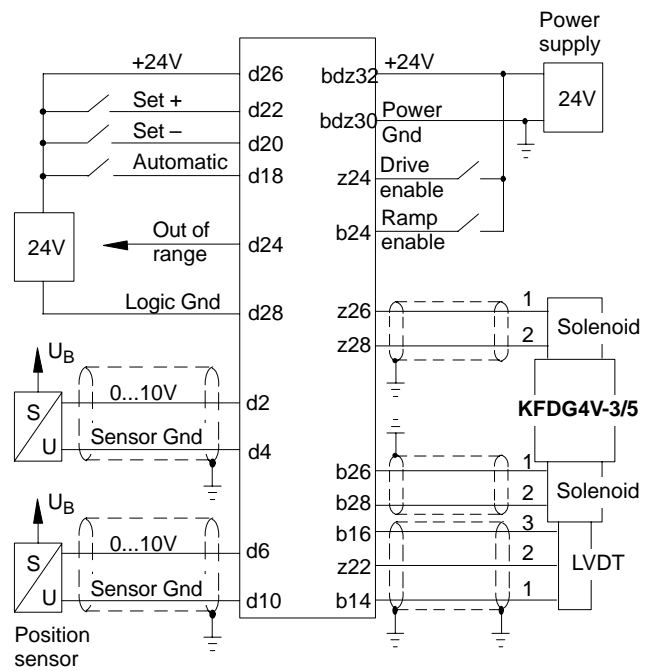 Power
supply
+24V d26 bdz32 +24V
24V
Set + d22
bdz30 Power
Gnd
Set – d20
Automatic d18
z24 Drive
enable
b24 Ramp
enable
24V
Out of
range
d24
Logic Gnd d28
z26 1
Solenoid
z28 2
UB
S
U
0...10V d2
Sensor Gnd d4
KFDG4V-3/5
b26 1
Solenoid
b28 2
b16 3
z22 2
LVDT
b14 1
UB
S
U
0...10V d6
Sensor Gnd d10
Position
sensor